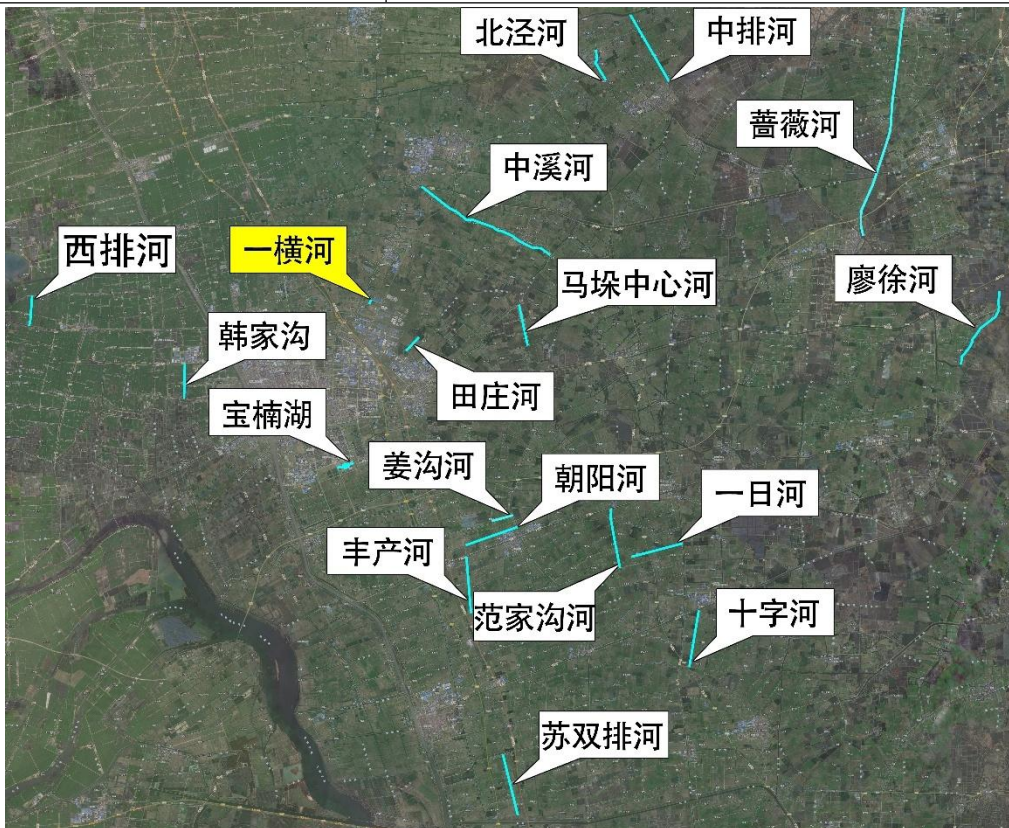 北泾河
中排河
蔷薇河
中溪河
西排河
一横河
马垛中心河
廖徐河
韩家沟
田庄河
宝楠湖
姜沟河
朝阳河
一日河
丰产河
范家沟河
十字河
苏双排河